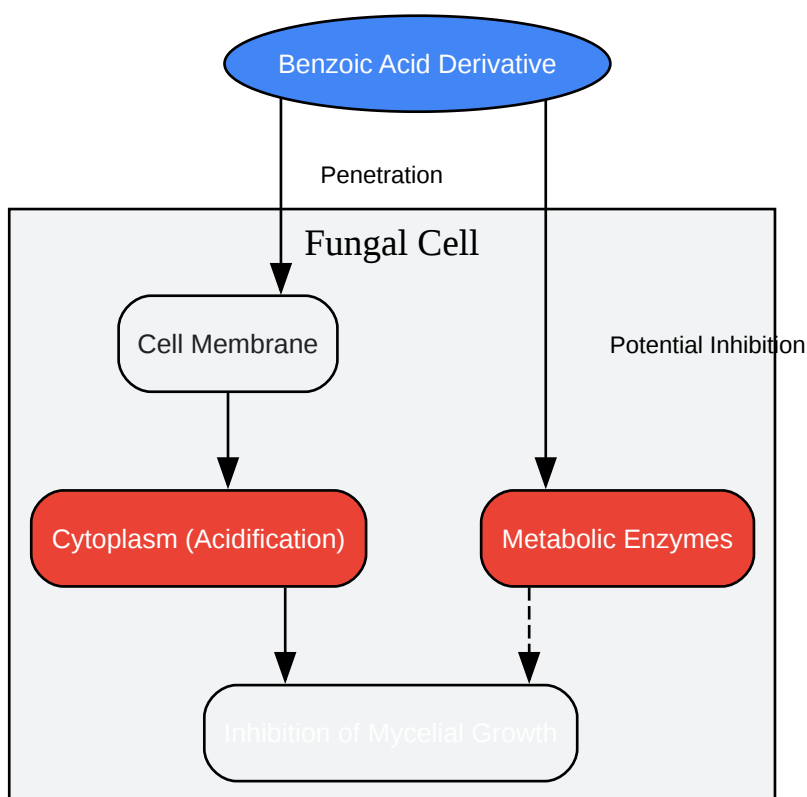 Benzoic Acid Derivative
Penetration
Fungal Cell
Cell Membrane
Potential Inhibition
Cytoplasm (Acidification)
Metabolic Enzymes
Inhibition of Mycelial Growth